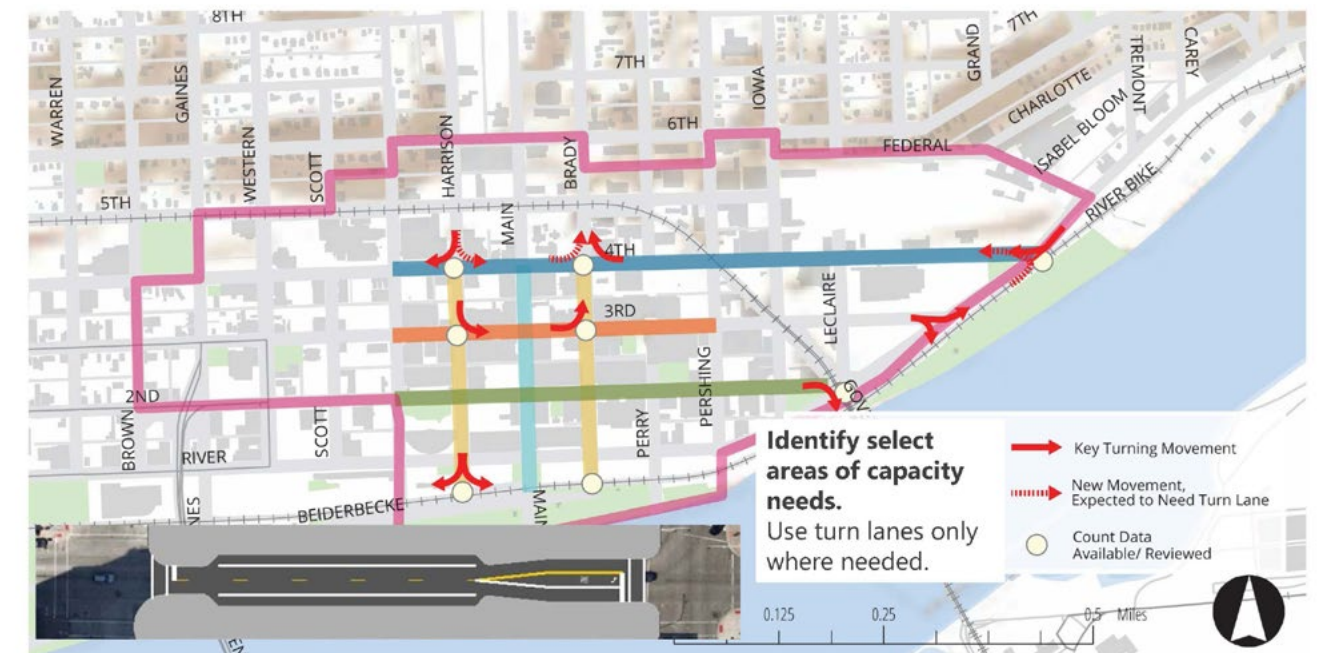 8TH
7TH
7TH
WARREN
GAINES
WESTERN
SCOTT
HARRISON
MAIN
BRADY
6TH
IOWA
GRAND
TREMONT
CAREY
CHARLOTTE
ISABEL BLOOM
FEDERAL
RIVER BIKE
5TH
4TH
3RD
LECLAIRE
PERSHING
PERRY
2ND
BROWN
SCOTT
RIVER
NES
BEIDERBECKE
MAIN
GOV
Identify select
areas of capacity
needs.
Use turn lanes only
where needed.
Key Turning Movement
New Movement,
Expected to Need Turn Lane
Count Data
Available/ Reviewed
0.125
0.25
0.5 Miles